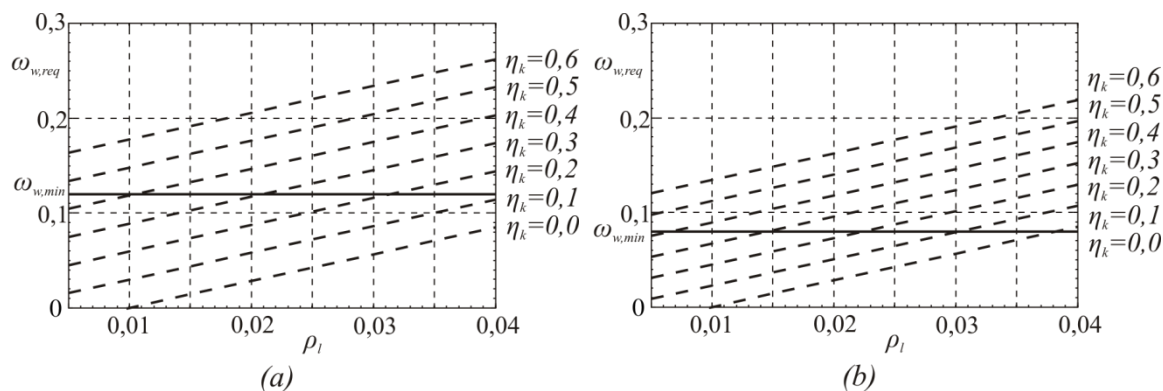 0,3
ω_{w,req}
0,2
ω_{w,min}
0,1
0
0,01 0,02 0,03 0,04
ρ_l
η_k=0,6
η_k=0,5
η_k=0,4
η_k=0,3
η_k=0,2
η_k=0,1
η_k=0,0
(a)
0,3
ω_{w,req}
0,2
0,1
ω_{w,min}
0
0,01 0,02 0,03 0,04
ρ_l
η_k=0,6
η_k=0,5
η_k=0,4
η_k=0,3
η_k=0,2
η_k=0,1
η_k=0,0
(b)